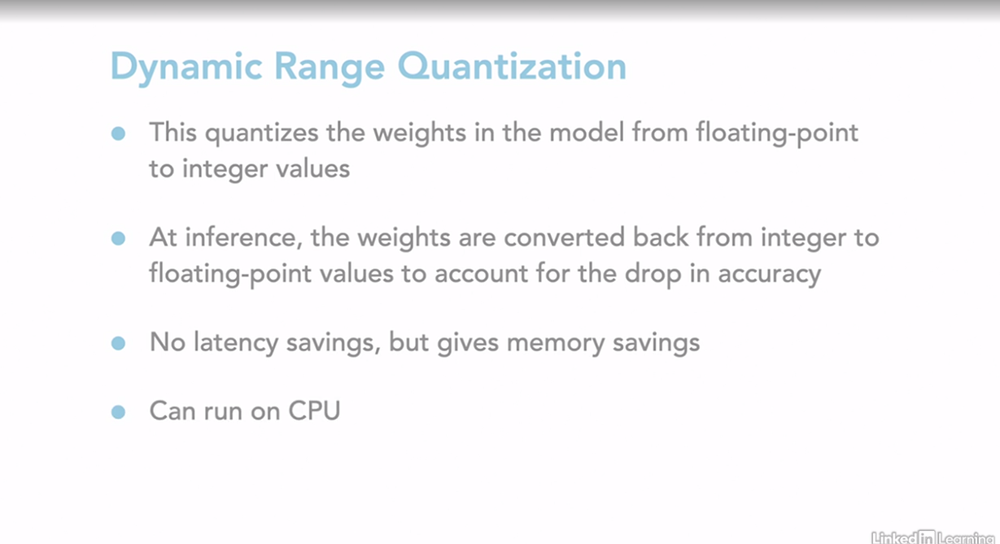 Dynamic Range Quantization
● This quantizes the weights in the model from floating-point
to integer values
● At inference, the weights are converted back from integer to
floating-point values to account for the drop in accuracy
● No latency savings, but gives memory savings
● Can run on CPU
Linked in Learning